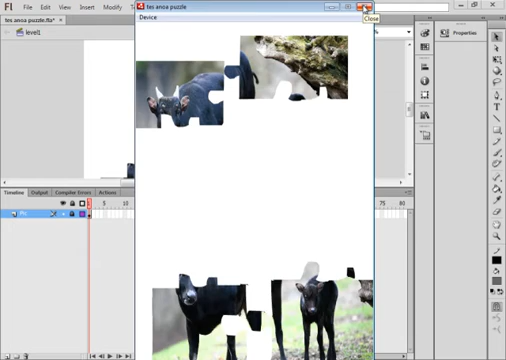 Fl
File
Edit
View
Insert
Modify
tes anoa puzzle
Close
Device
Properties
tes anoa puzzle.fla*
level1
Timeline
Output
Compiler Errors
Actions
1 5 10 75 80